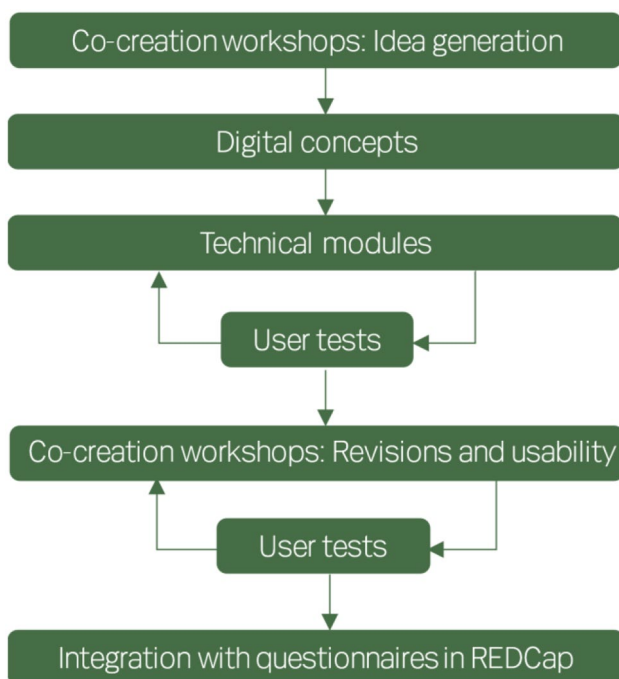 Co-creation workshops: Idea generation
Digital concepts
Technical modules
User tests
Co-creation workshops: Revisions and usability
User tests
Integration with questionnaires in REDCap